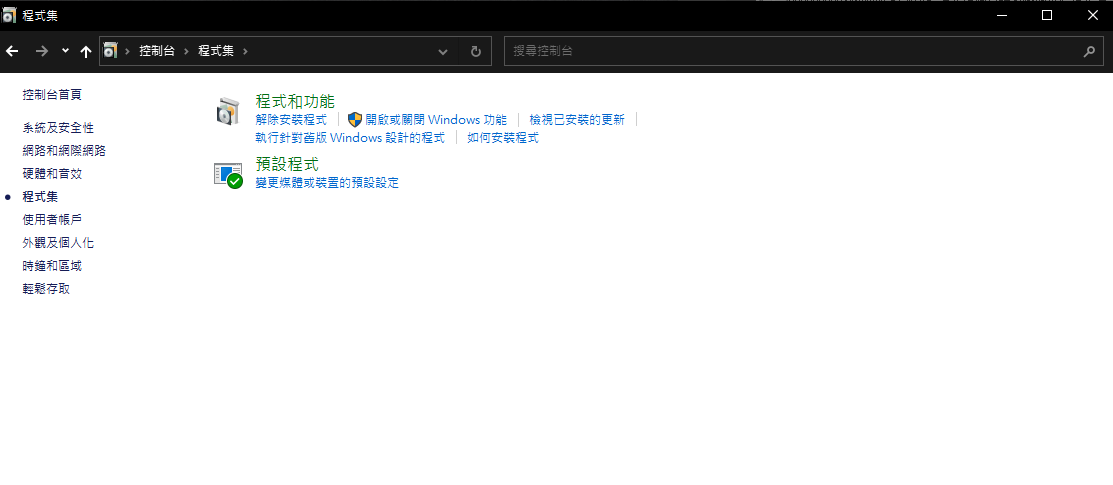 程式集
控制台 程式集
搜尋控制台
控制台首頁
系統及安全性
網路和網際網路
硬體和音效
程式集
使用者帳戶
外觀及個人化
時鐘和區域
輕鬆存取
程式和功能
解除安裝程式 開啟或關閉 Windows 功能 檢視已安裝的更新
執行針對舊版 Windows 設計的程式 如何安裝程式
預設程式
變更媒體或裝置的預設設定